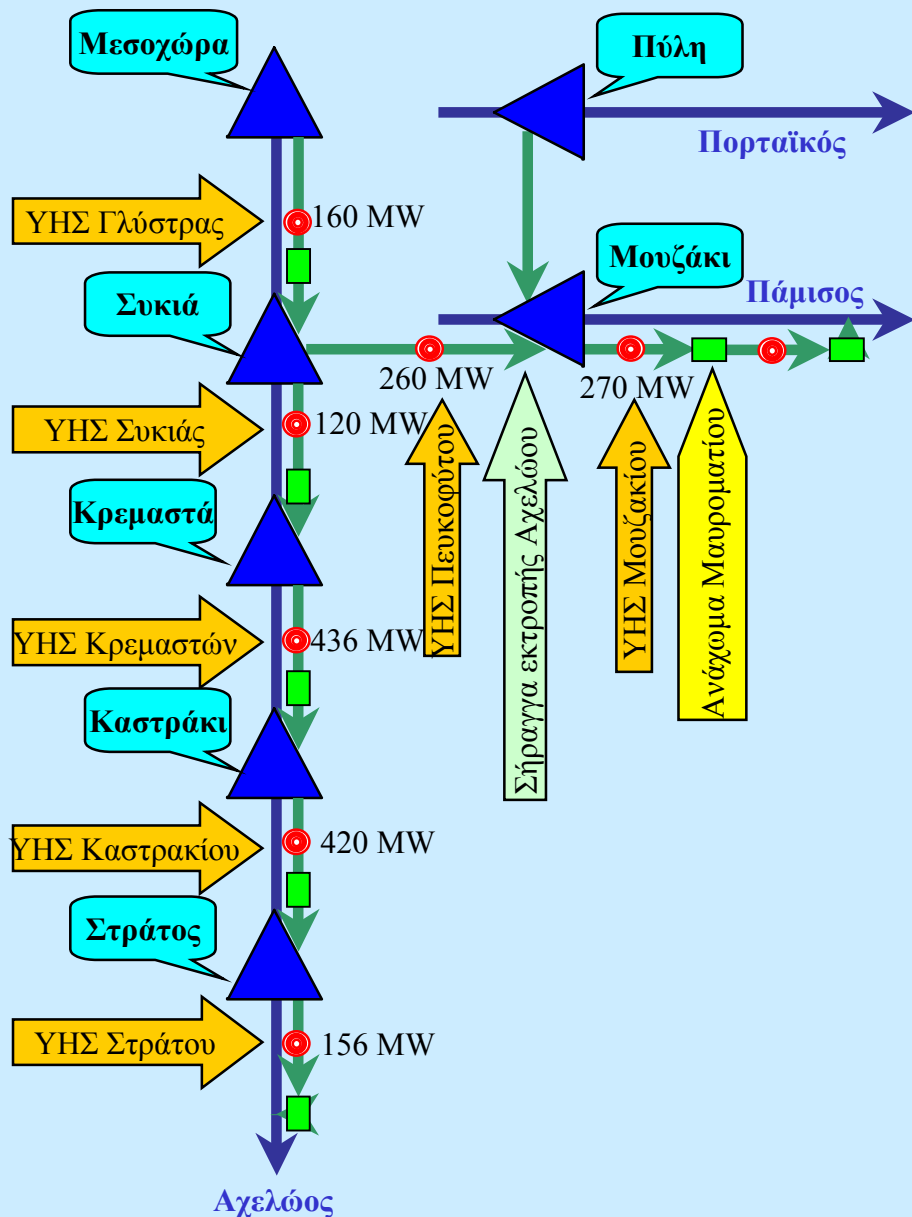 Μεσοχώρα
Πύλη
Πορταϊκός
ΥΗΣ Γλύστρας
160 MW
Μουζάκι
Συκιά
Πάμισος
260 MW
270 MW
ΥΗΣ Συκιάς
120 MW
Κρεμαστά
ΥΗΣ Πευκοφύτου
Σήραγγα εκτροπής Αχελώου
ΥΗΣ Μουζακίου
Ανάχομα Μαυροματίου
ΥΗΣ Κρεμαστών
436 MW
Καστράκι
ΥΗΣ Καστρακίου
420 MW
Στράτος
ΥΗΣ Στράτου
156 MW
Αχελώος